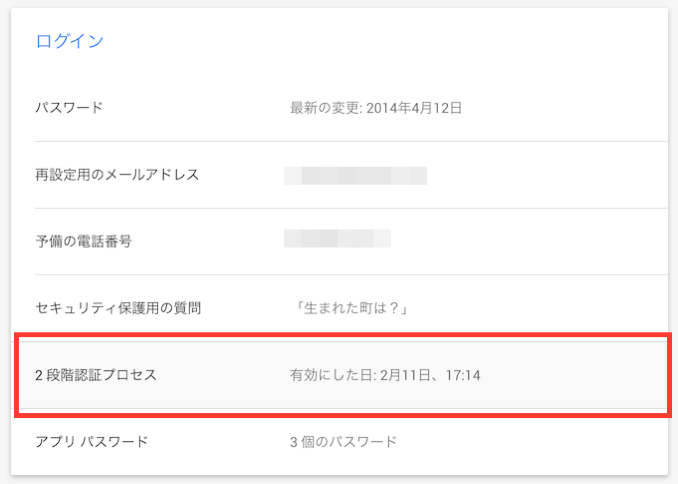 ログイン
パスワード 最新の変更: 2014年4月12日
再設定用のメールアドレス
予備の電話番号
セキュリティ保護用の質問 「生まれた町は？」
2 段階認証プロセス 有効にした日: 2月11日、17:14
アプリ パスワード 3 個のパスワード